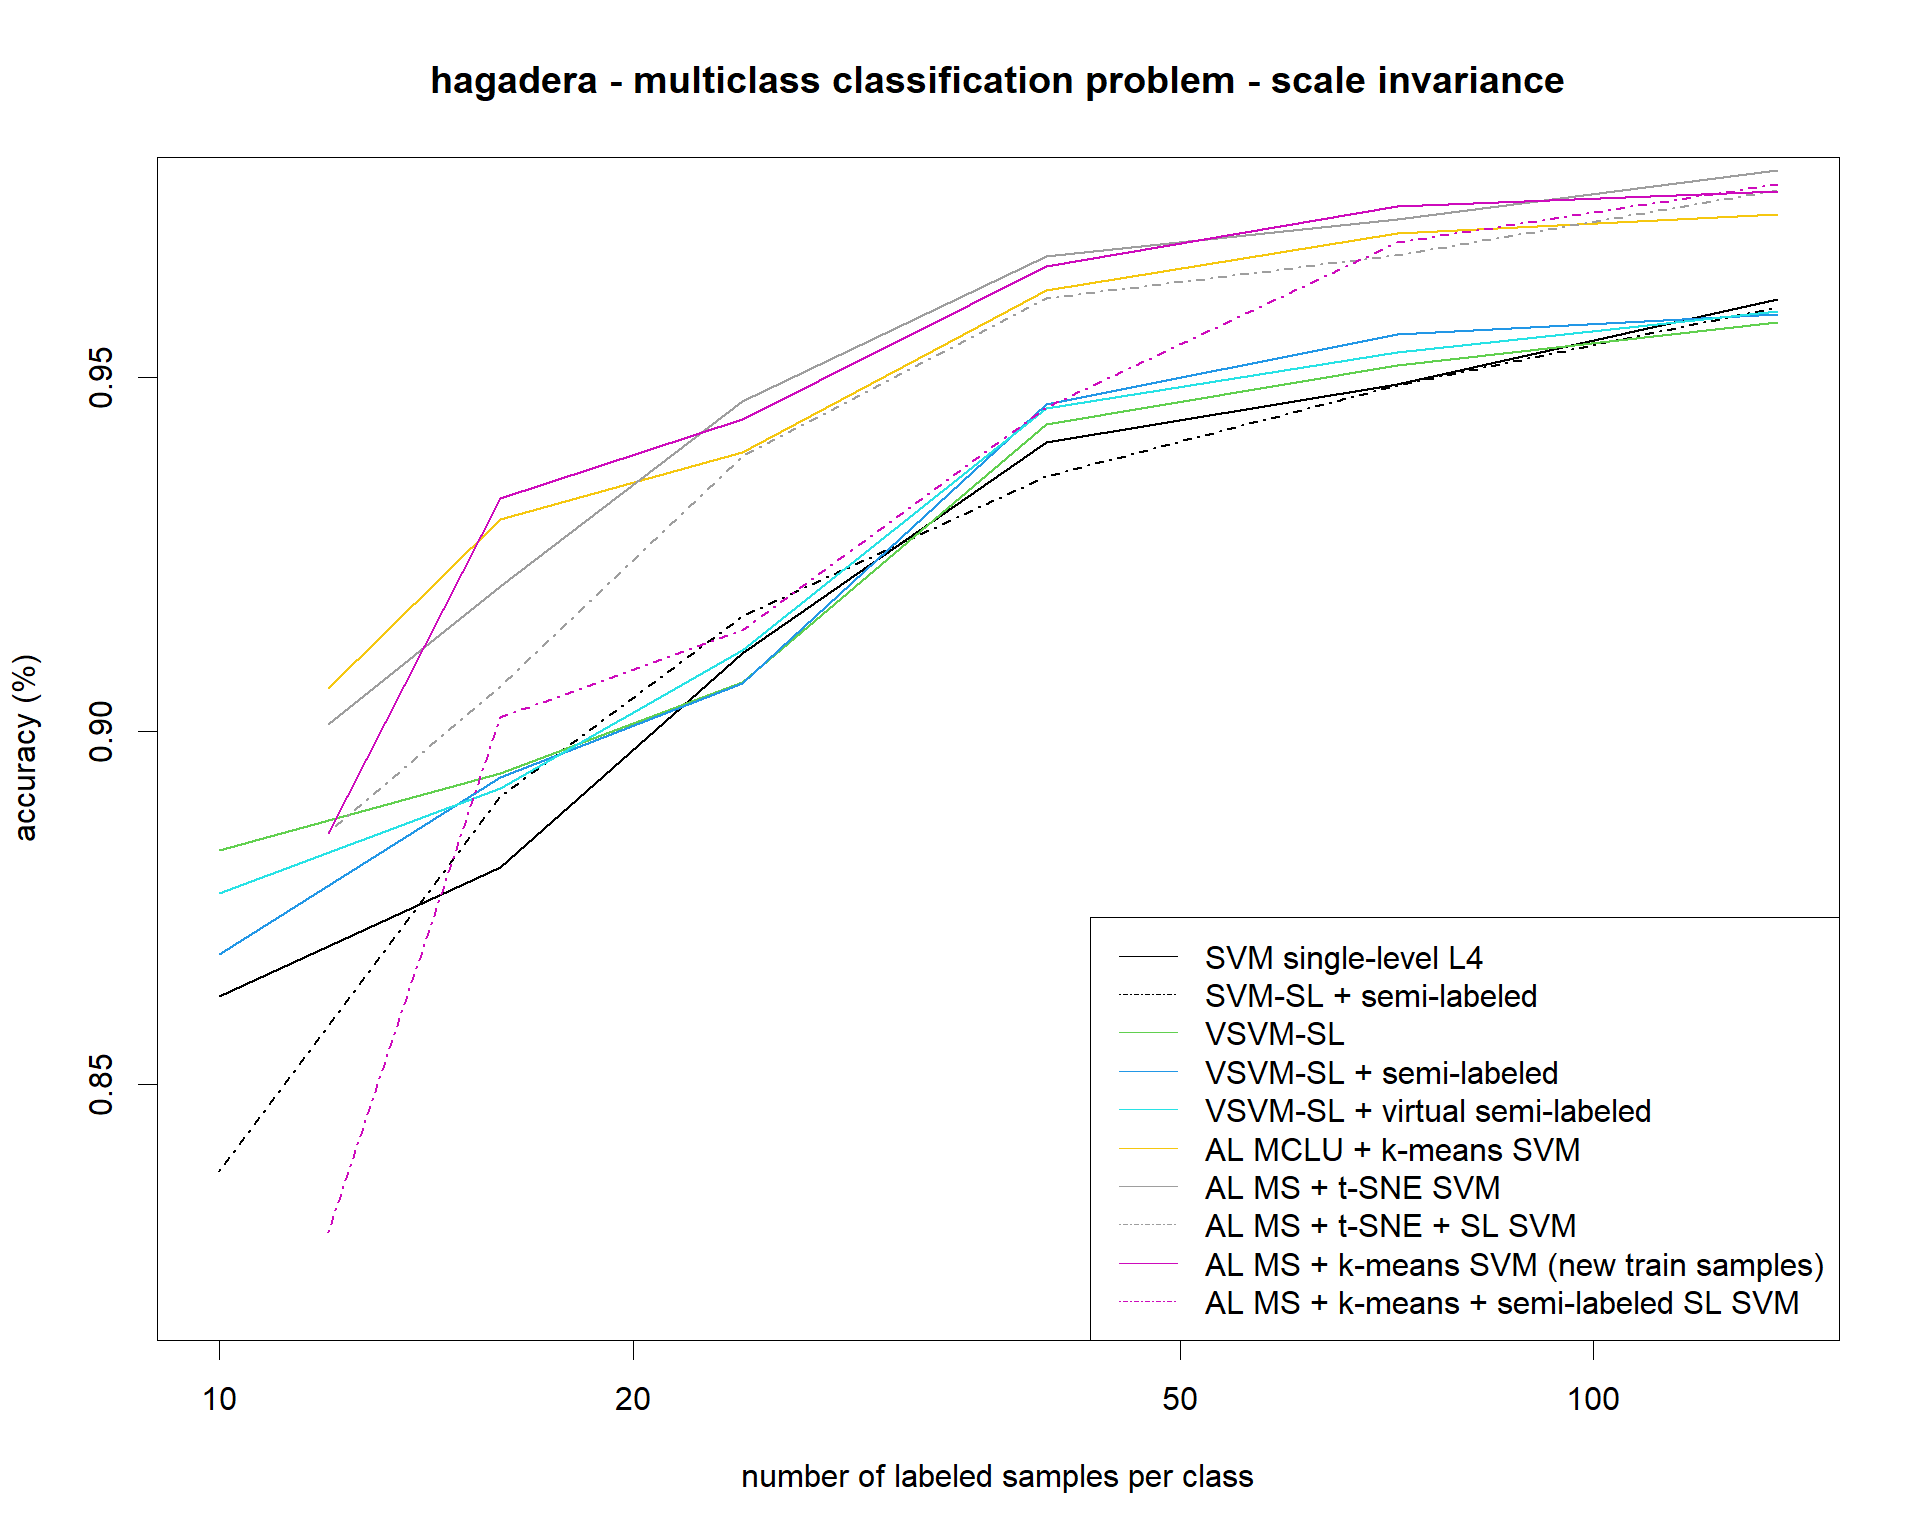 hagadera - multiclass classification problem - scale invariance
accuracy (%)
0.95
0.90
0.85
SVM single-level L4
SVM-SL + semi-labeled
VSVM-SL
VSVM-SL + semi-labeled
VSVM-SL + virtual semi-labeled
AL MCLU + k-means SVM
AL MS + t-SNE SVM
AL MS + t-SNE + SL SVM
AL MS + k-means SVM (new train samples)
AL MS + k-means + semi-labeled SL SVM
10 20 50 100
number of labeled samples per class